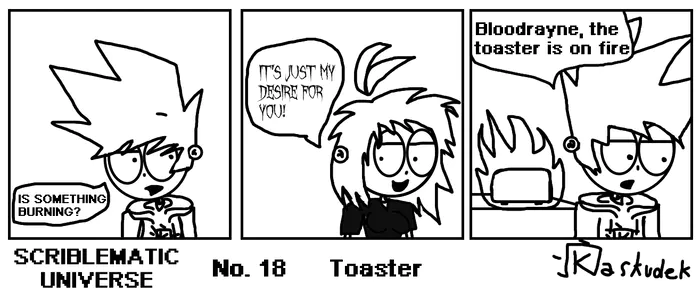 IS SOMETHING
BURNING?
IT'S JUST MY
DESIRE FOR
YOU!
Bloodrayne, the
toaster is on fire
SCRIBLEMATIC
UNIVERSE
No. 18
Toaster
JKastudek